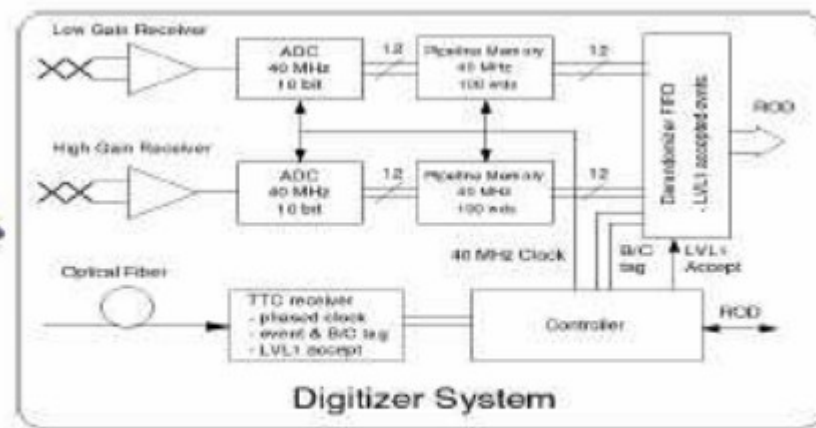 Low Gain Receiver
ADC
40 MHz
10 bit
12
Pipeline Memory
40 MHz
100 wds
12
Derandomizer FIFO
- LVL1 accepted evnts
ROD
High Gain Receiver
ADC
40 MHz
10 bit
12
Pipeline Memory
40 MHz
100 wds
12
40 MHz Clock
B/C
tag
LVL1
Accept
Optical Fiber
TTC receiver
- phased clock
- event & B/C tag
- LVL1 accept
Controller
ROD
Digitizer System